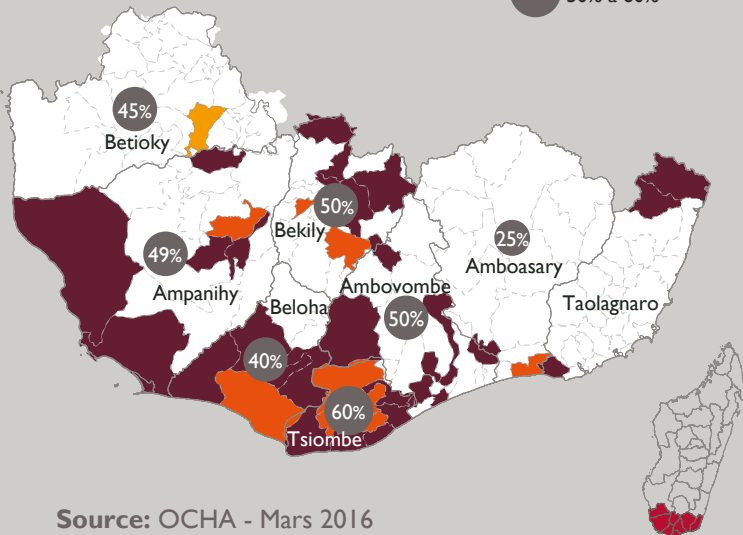 45%
Betioky
50%
Bekily
49%
Ampanihy
25%
Amboasary
Ambovombe
Beloha
Taolagnaro
50%
40%
60%
Tsiombe
Source: OCHA - Mars 2016